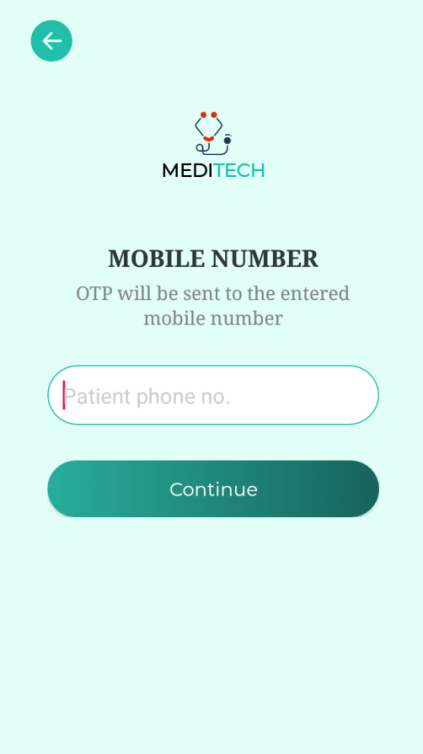 MEDITECH
MOBILE NUMBER
OTP will be sent to the entered
mobile number
Patient phone no.
Continue